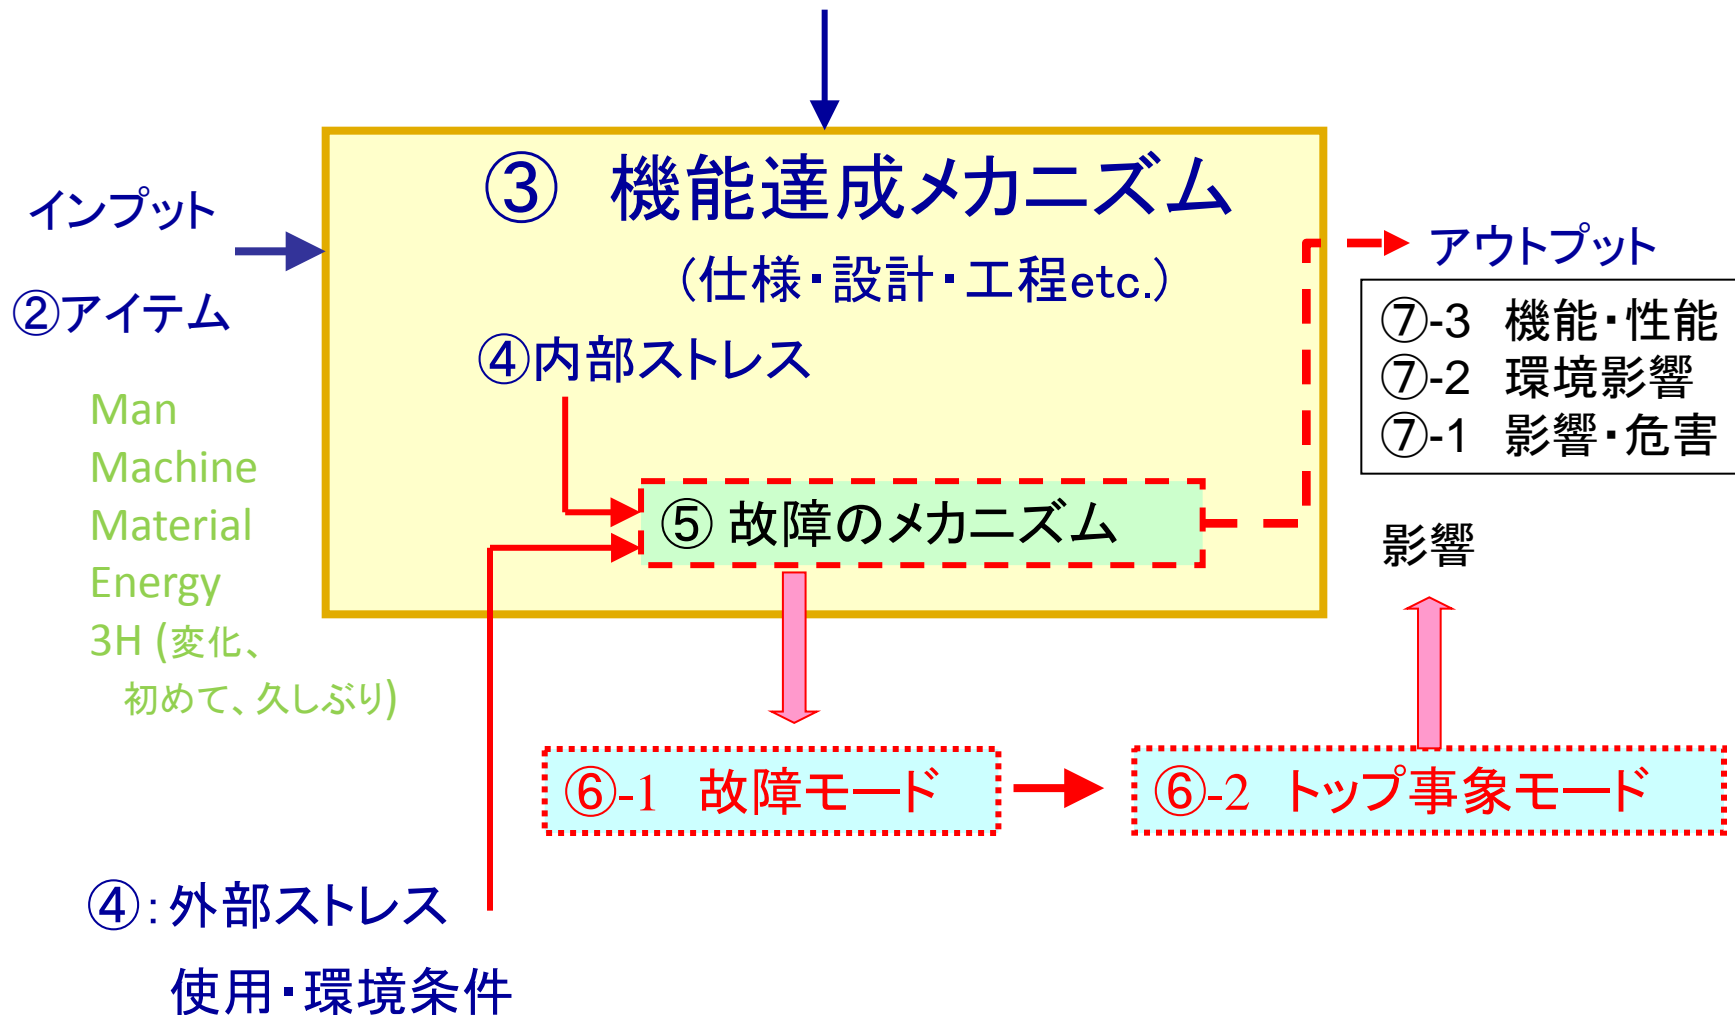 ③ 機能達成メカニズム
(仕様・設計・工程etc.)
インプット
②アイテム
Man
Machine
Material
Energy
3H (変化、
初めて、久しぶり)
④内部ストレス
⑤ 故障のメカニズム
アウトプット
⑦-3 機能・性能
⑦-2 環境影響
⑦-1 影響・危害
影響
⑥-1 故障モード
⑥-2 トップ事象モード
④:外部ストレス
使用・環境条件